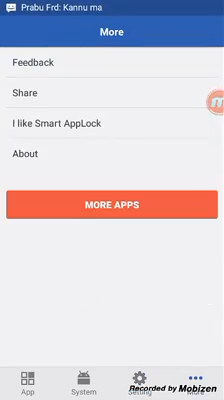 Prabu Frd: Kannu ma
More
Feedback
Share
I like Smart AppLock
About
MORE APPS
App
System
Setting
More
Recorded by Mobizen